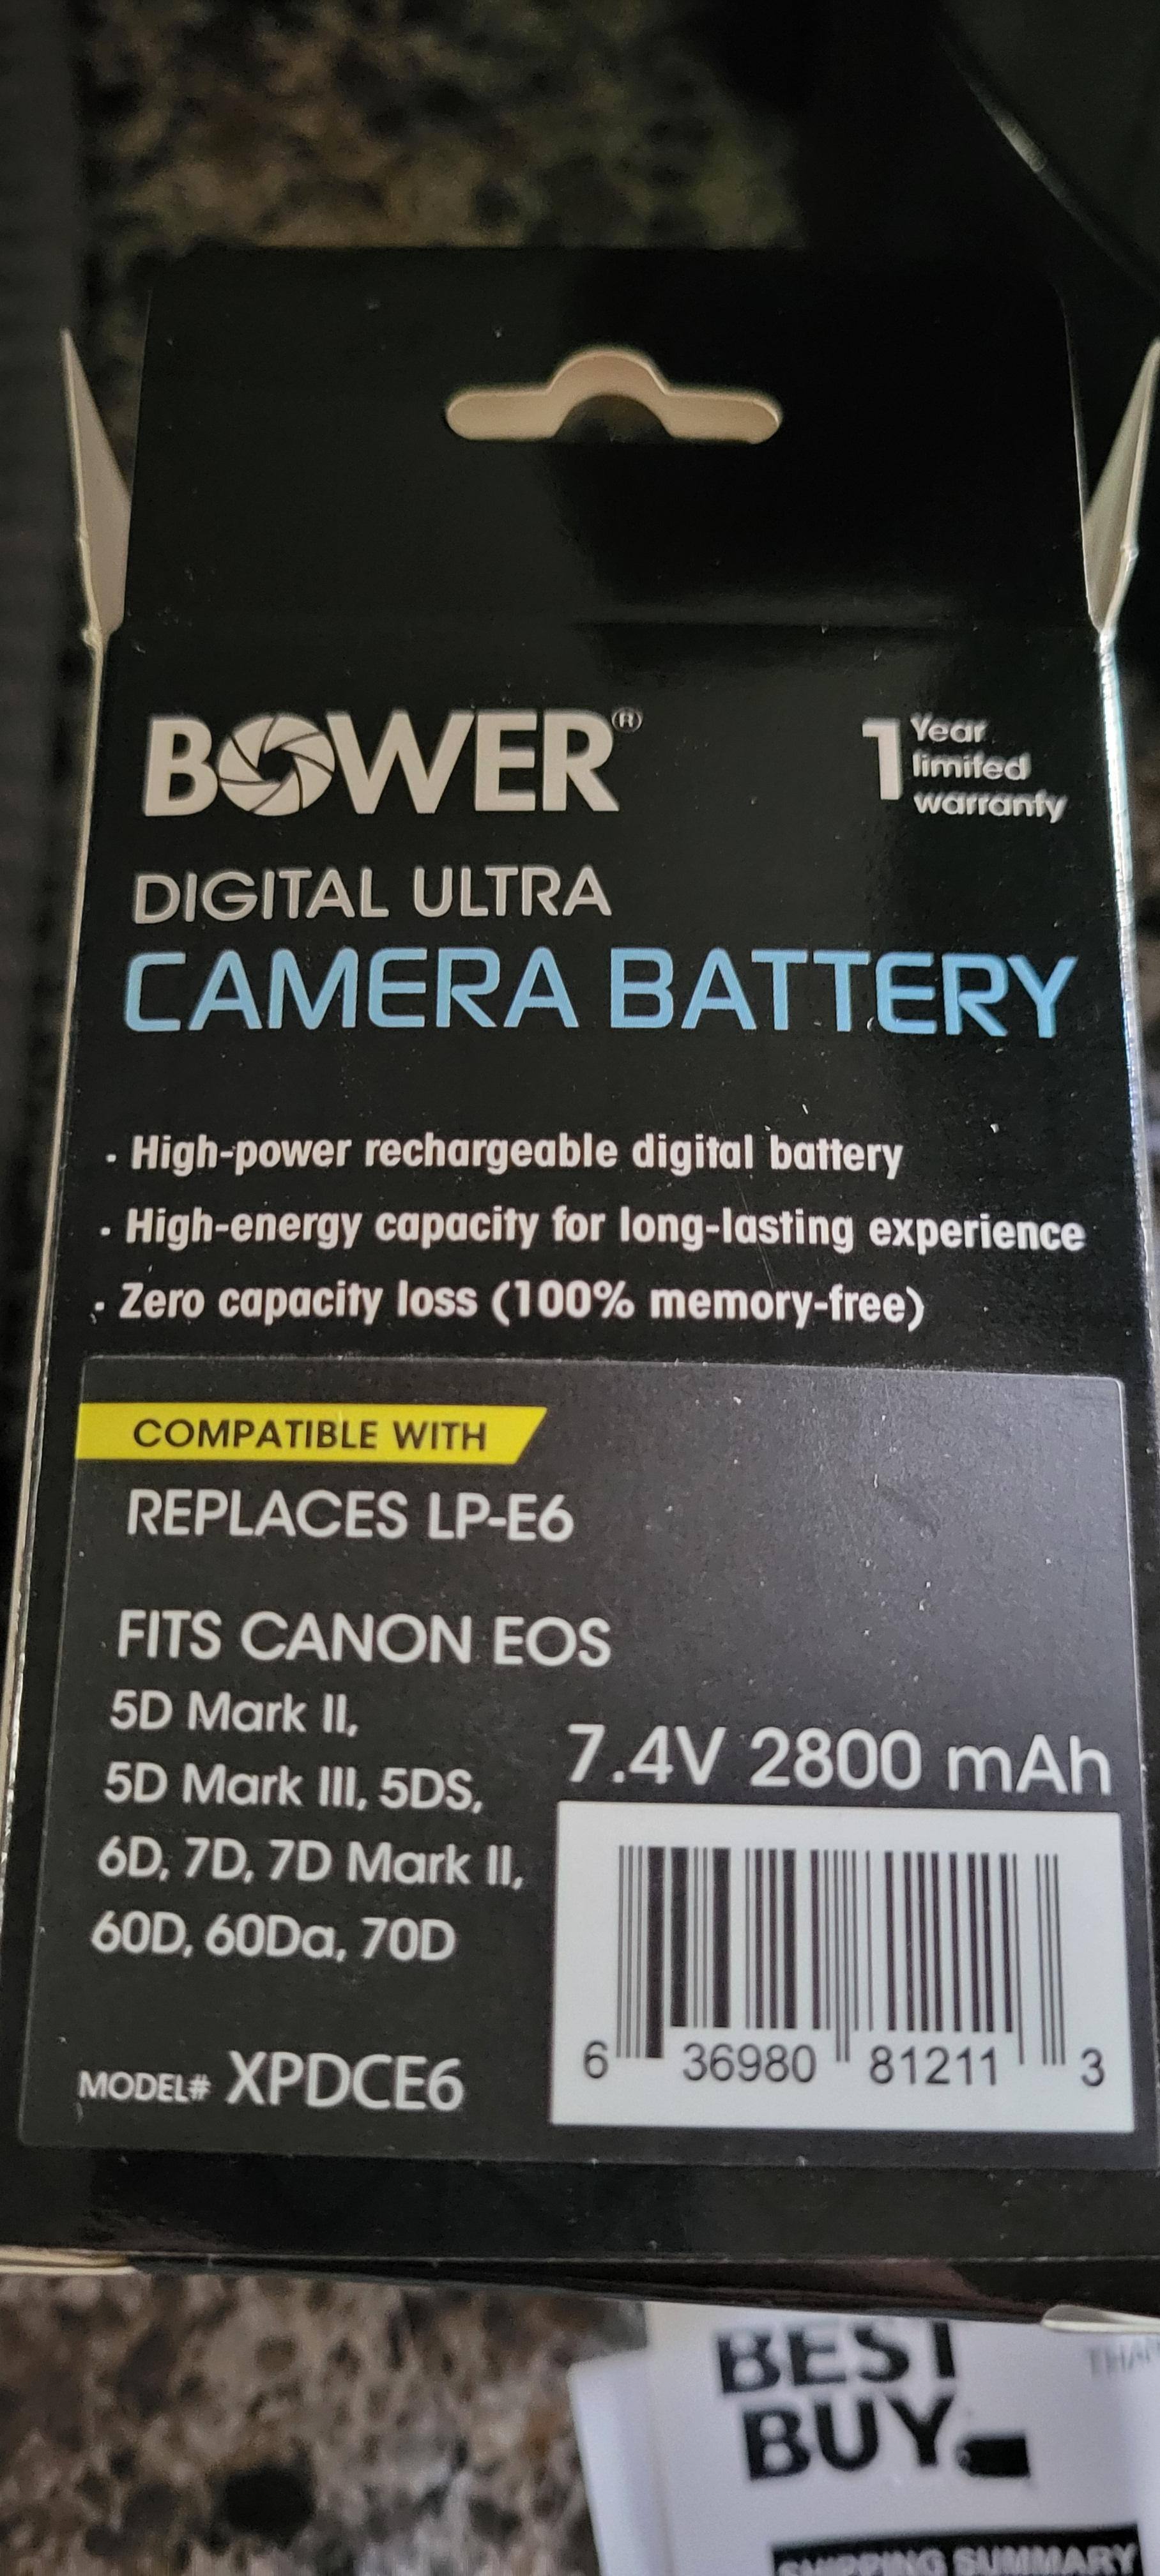 BOWER®
1 Year
limited
warranty
DIGITAL ULTRA
CAMERA BATTERY
· High-power rechargeable digital battery
· High-energy capacity for long-lasting experience
· Zero capacity loss (100% memory-free)
COMPATIBLE WITH
REPLACES LP-E6
FITS CANON EOS
5D Mark II,
5D Mark III, 5DS,
6D, 7D, 7D Mark II,
60D, 60Da, 70D
7.4V 2800 mAh
6 36980 81211 3
MODEL# XPDCE6
BEST
BUY
SHIPPING SUMMARY